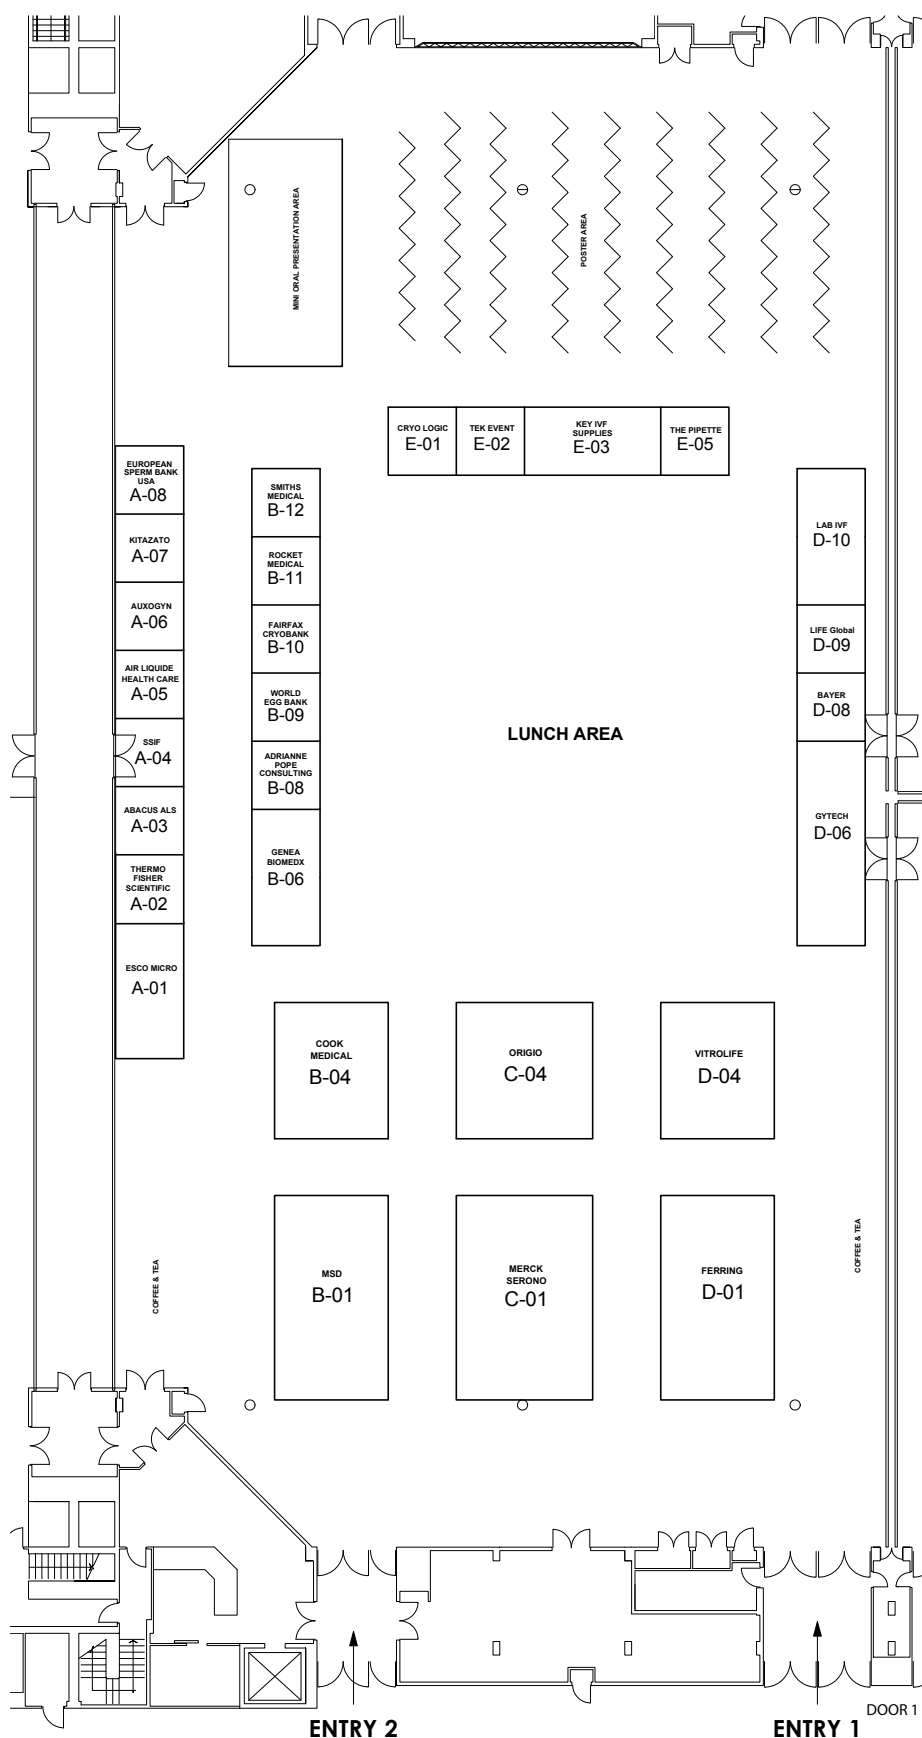 MINI ORAL PRESENTATION AREA
POSTER AREA
CRYO LOGIC
E-01
TEK EVENT
E-02
KEY IVF
SUPPLIES
E-03
THE PIPETTE
E-05
EUROPEAN
SPERM BANK
USA
A-08
KITAZATO
A-07
AUXOGYN
A-06
AIR LIQUIDE
HEALTH CARE
A-05
SSIF
A-04
ABACUS ALS
A-03
THERMO
FISHER
SCIENTIFIC
A-02
ESCO MICRO
A-01
SMITHS
MEDICAL
B-12
ROCKET
MEDICAL
B-11
FAIRFAX
CRYOBANK
B-10
WORLD
EGG BANK
B-09
ADRIANNE
POPE
CONSULTING
B-08
GENEA
BIOMEDX
B-06
LUNCH AREA
LAB IVF
D-10
LIFE Global
D-09
BAYER
D-08
GYTECH
D-06
COOK
MEDICAL
B-04
ORIGIO
C-04
VITROLIFE
D-04
MSD
B-01
MERCK
SERONO
C-01
FERRING
D-01
COFFEE & TEA
COFFEE & TEA
ENTRY 2
ENTRY 1
DOOR 1